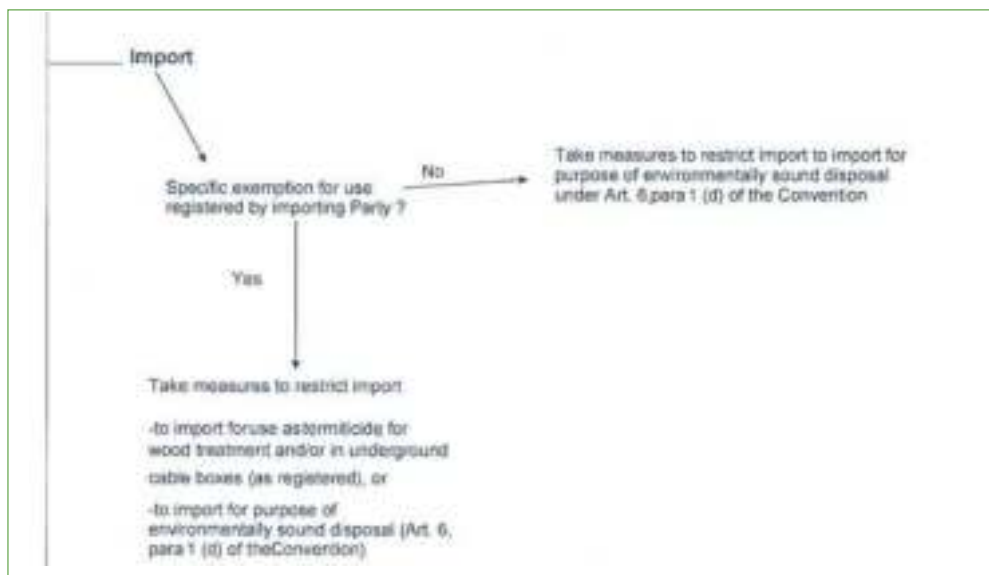 Import
Specific exemption for use
registered by importing Party ?
No
Take measures to restrict import to import for
purpose of environmentally sound disposal
under Art. 6,para 1 (d) of the Convention
Yes
Take measures to restrict import
-to import foruse astermiticide for
wood treatment and/or in underground
cable boxes (as registered), or
-to import for purpose of
environmentally sound disposal (Art. 6,
para 1 (d) of theConvention)